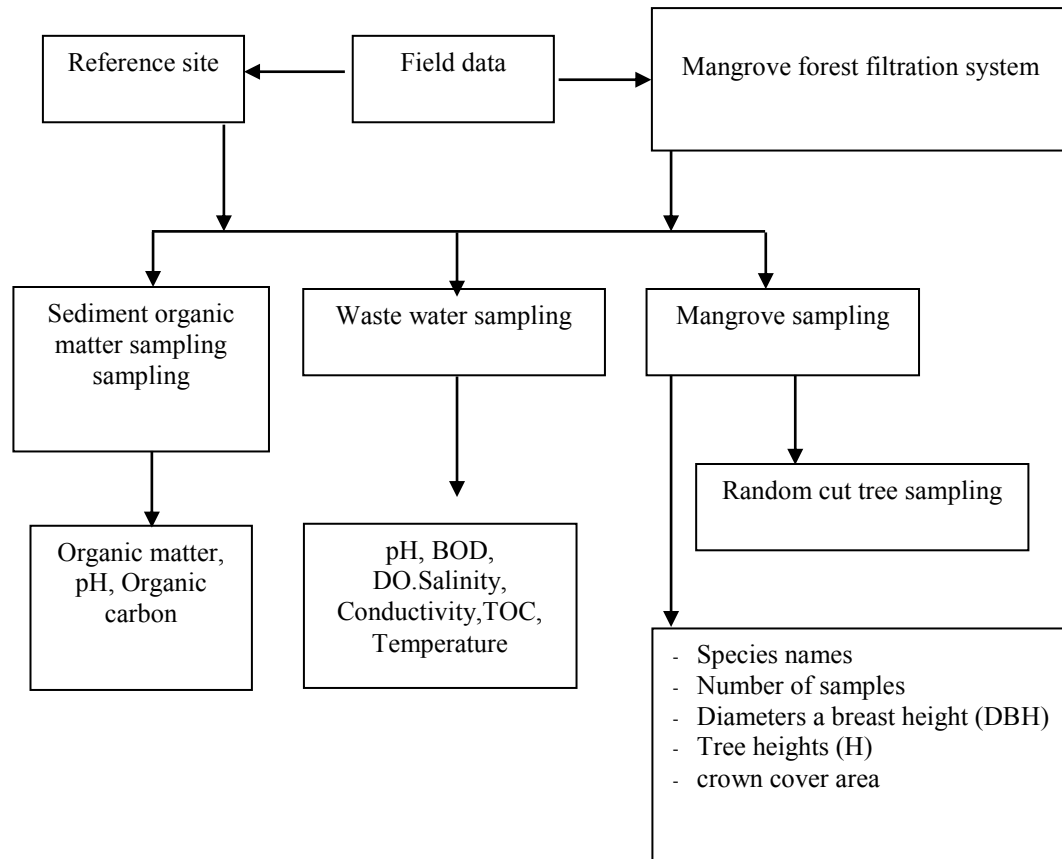 Reference site
Field data
Mangrove forest filtration system
Sediment organic
matter sampling
sampling
Waste water sampling
Mangrove sampling
Random cut tree sampling
Organic matter,
pH, Organic
carbon
pH, BOD,
DO.Salinity,
Conductivity,TOC,
Temperature
- Species names
- Number of samples
- Diameters a breast height (DBH)
- Tree heights (H)
- crown cover area